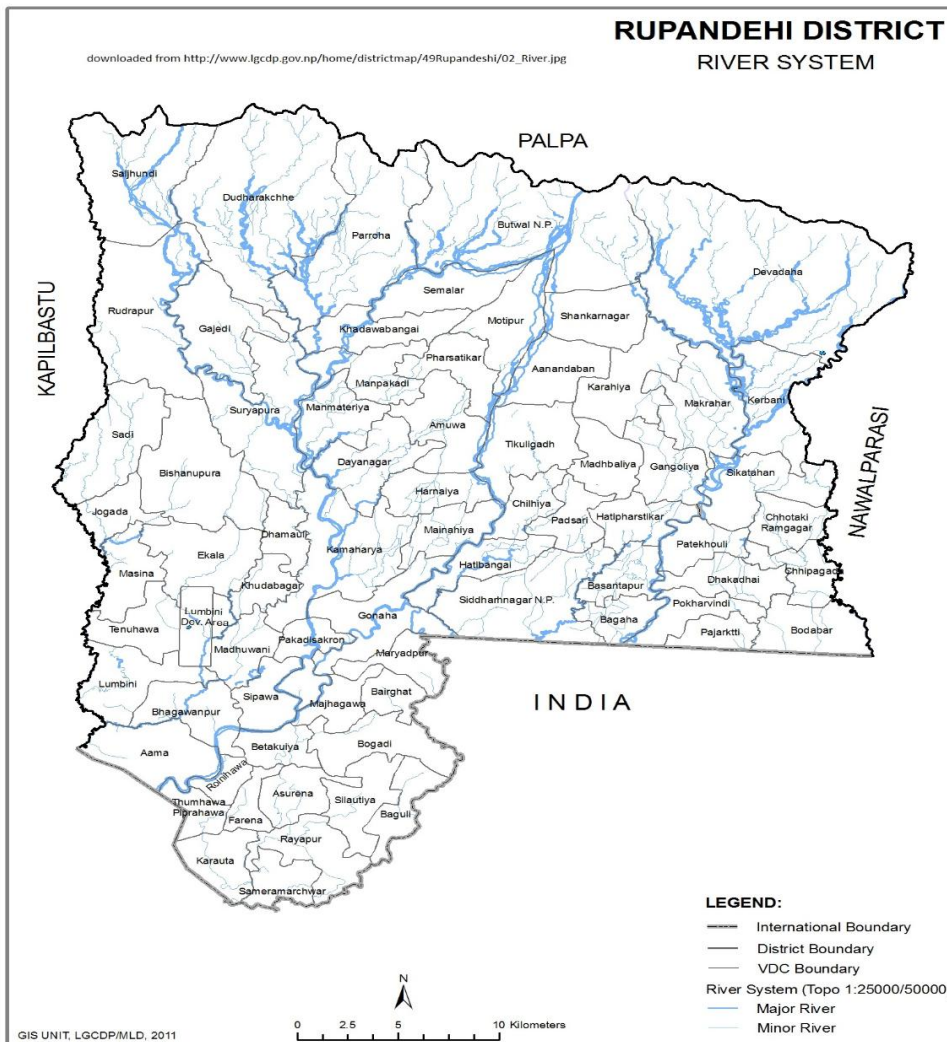 RUPANDEHI DISTRICT
RIVER SYSTEM
downloaded from http://www.lgcdp.gov.np/home/districtmap/49Rupandeshi/02_River.jpg
PALPA
KAPILBASTU
NAWALPARASI
INDIA
Saljhundi
Dudharakchhe
Parroha
Butwal N.P.
Devadaha
Semalar
Rudrapur
Gajedi
Khadawabangai
Motipur
Shankarnagar
Pharsatikar
Aanandaban
Manpakadi
Karahiya
Makrahar
Kerbani
Suryapura
Manmateriya
Amuwa
Sadi
Tikuligadh
Dayanagar
Madhbaliya
Gangoliya
Sikatahan
Bishanupura
Harnaiya
Chilhiya
Jogada
Padsari
Hatipharstikar
Chhotaki
Ramgagar
Dhamauli
Mainahiya
Kamaharya
Patekhouli
Ekala
Hatibangai
Masina
Khudabagar
Basantapur
Dhakadhai
Chhipagada
Siddharhnagar N.P.
Lumbini
Dev. Area
Gonaha
Bagaha
Pokharvindi
Tenuhawa
Pakadisakron
Pajarktti
Bodabar
Madhuwani
Maryadpur
Lumbini
Sipawa
Majhagawa
Bairghat
Bhagawanpur
Aama
Betakuiya
Bogadi
Roinihawa
Thumhawa
Piprahawa
Asurena
Silautiya
Farena
Baguli
Rayapur
Karauta
Sameramarchwar
LEGEND:
International Boundary
District Boundary
VDC Boundary
River System (Topo 1:25000/50000
Major River
Minor River
N
0 2.5 5 10 Kilometers
GIS UNIT, LGCDP/MLD, 2011